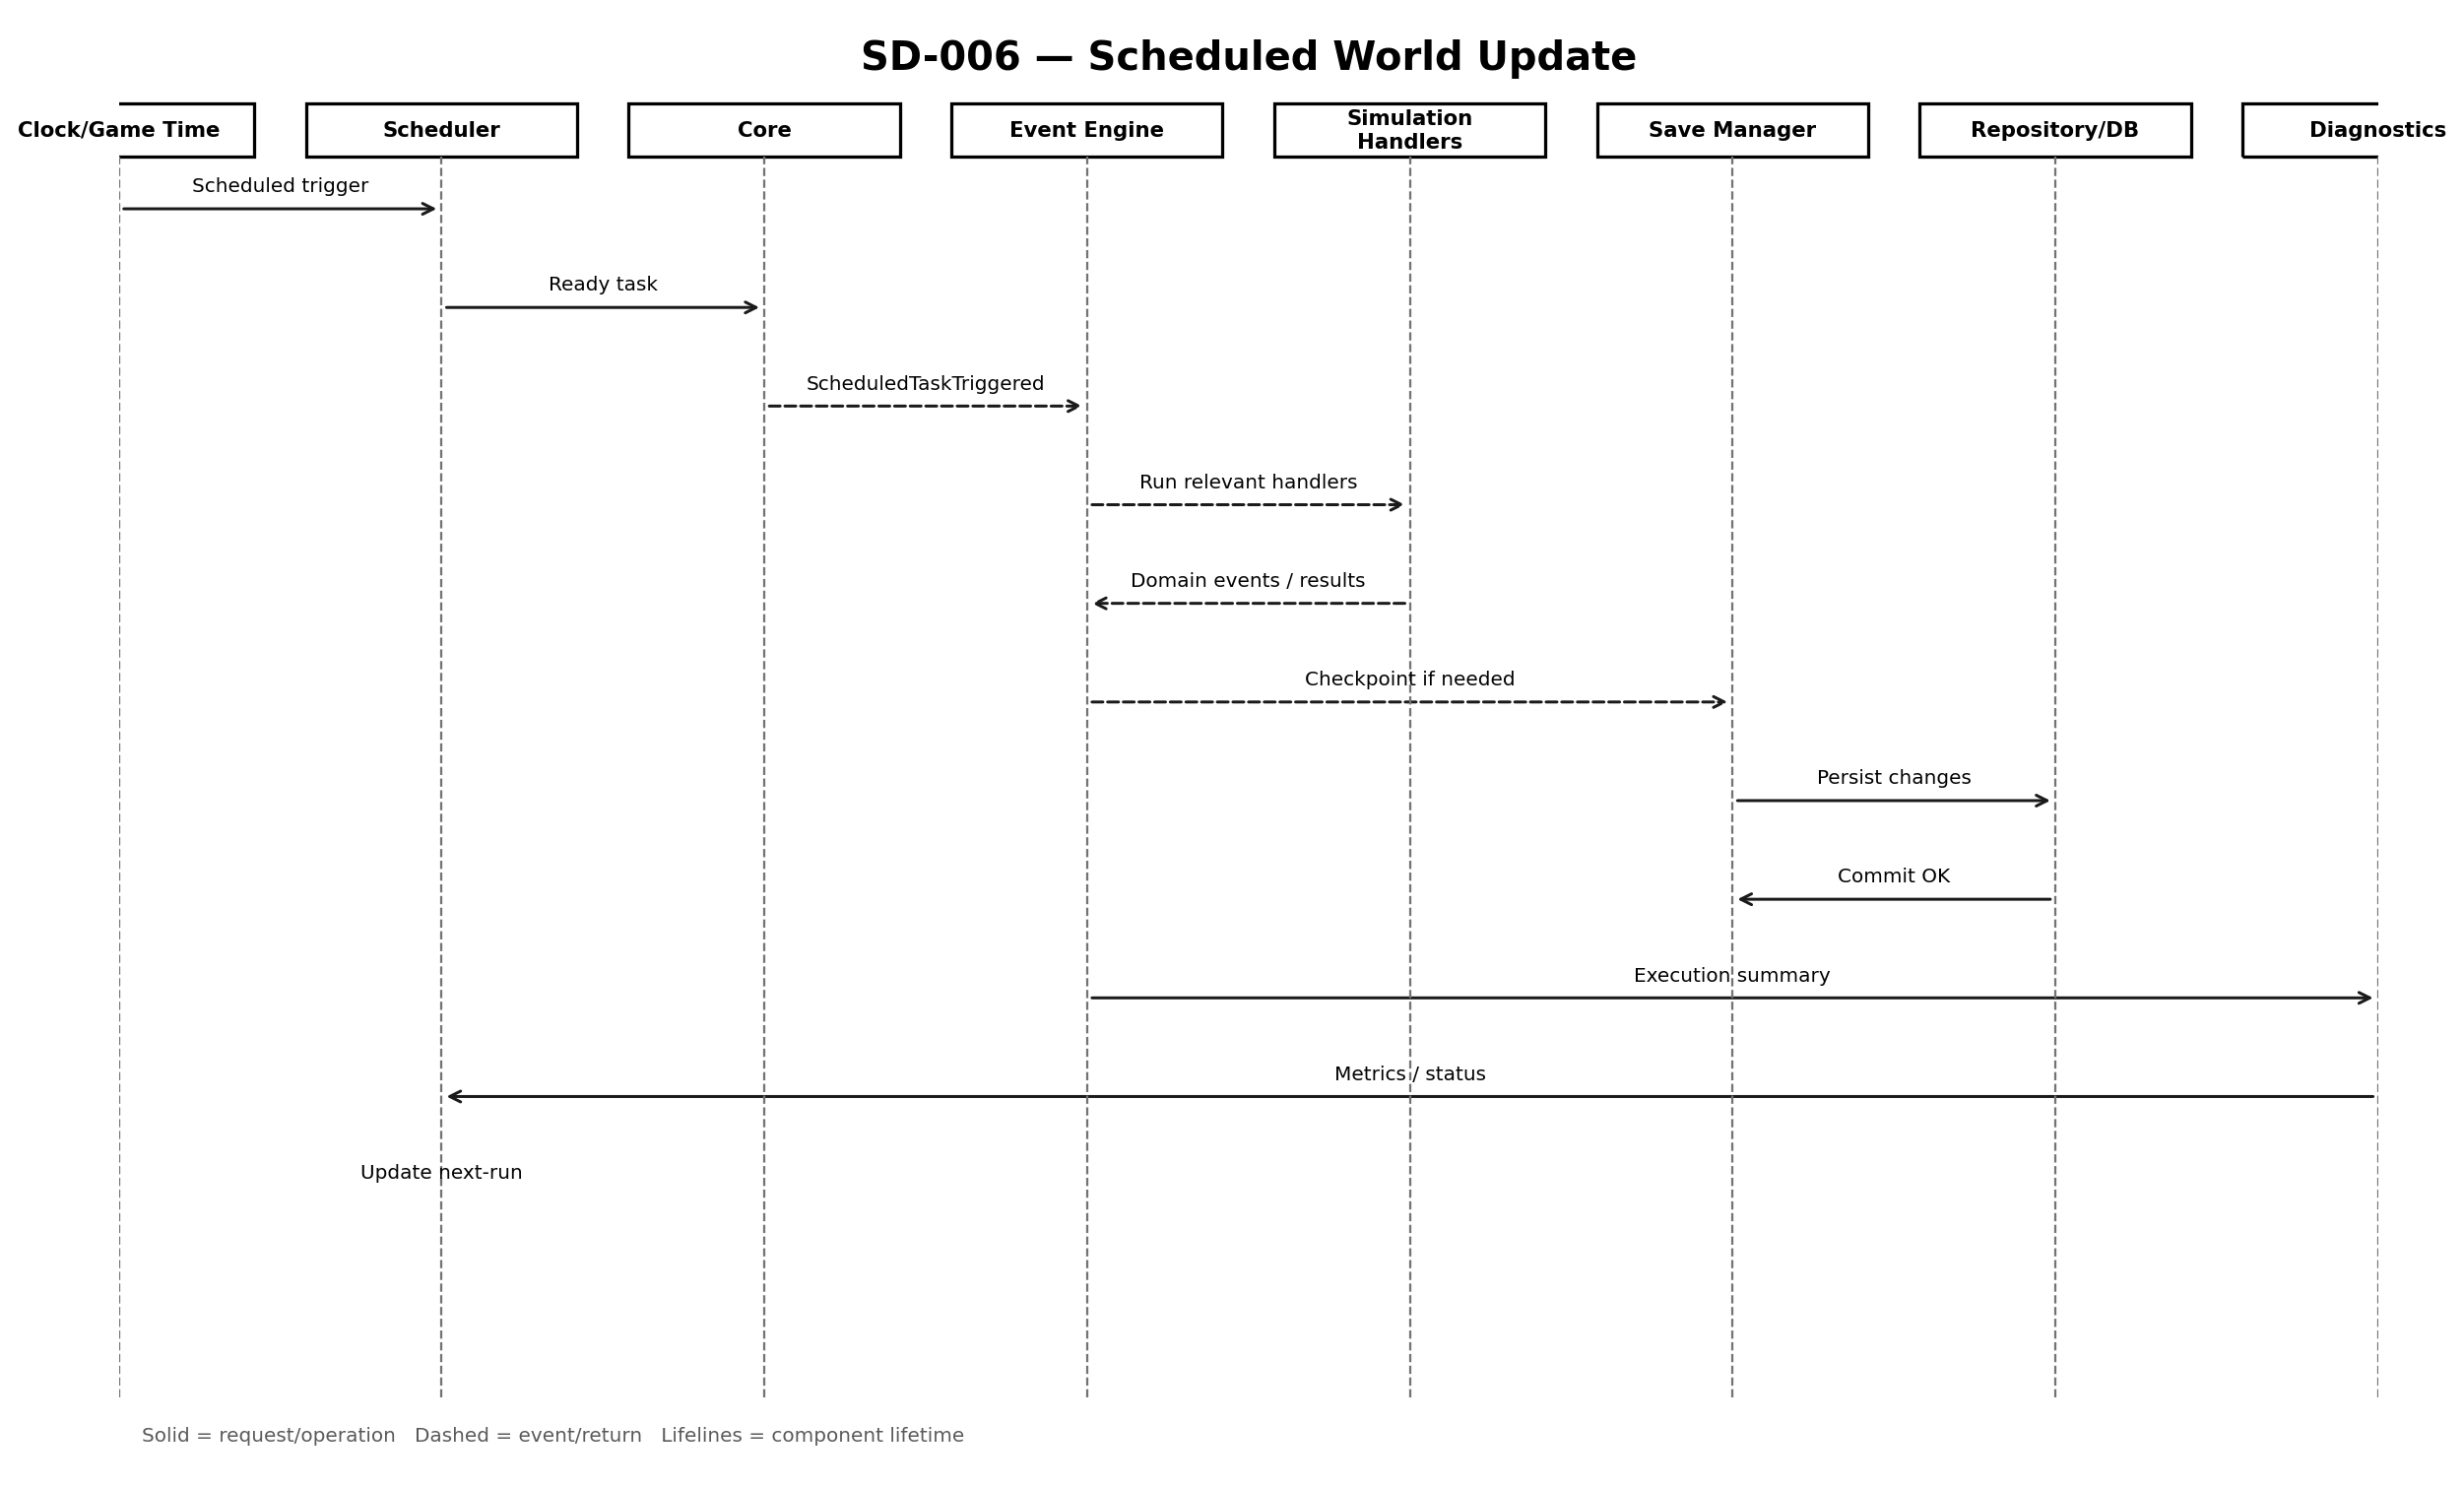 SD-006 — Scheduled World Update
Clock/Game Time
Scheduler
Core
Event Engine
Simulation
Handlers
Save Manager
Repository/DB
Diagnostics
Scheduled trigger
Ready task
ScheduledTaskTriggered
Run relevant handlers
Domain events / results
Checkpoint if needed
Persist changes
Commit OK
Execution summary
Metrics / status
Update next-run
Solid = request/operation   Dashed = event/return   Lifelines = component lifetime